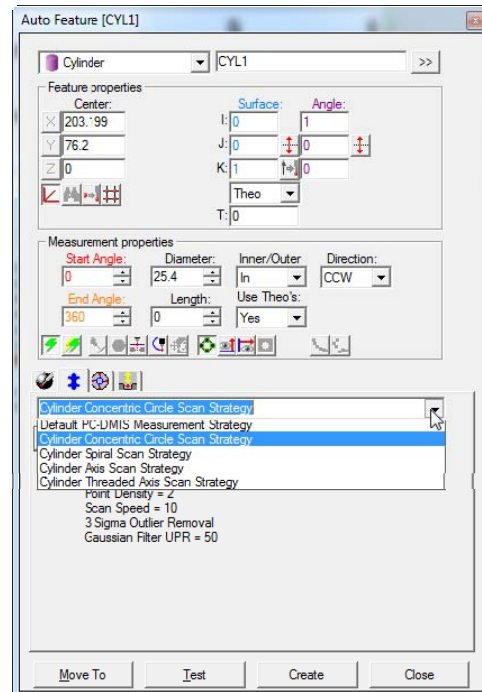 Auto Feature [CYL1]
Cylinder CYL1 >>
Feature properties
Center: Surface: Angle:
X 203.199 I: 0 1
Y 76.2 J: 0 0
Z 0 K: 1 0
Theo
T: 0
Measurement properties
Start Angle: Diameter: Inner/Outer Direction:
0 25.4 In CCW
End Angle: Length: Use Theo's:
360 0 Yes
Cylinder Concentric Circle Scan Strategy
Default PC-DMIS Measurement Strategy
Cylinder Concentric Circle Scan Strategy
Cylinder Spiral Scan Strategy
Cylinder Axis Scan Strategy
Cylinder Threaded Axis Scan Strategy
Point Density = 2
Scan Speed = 10
3 Sigma Outlier Removal
Gaussian Filter UPR = 50
Move To Test Create Close